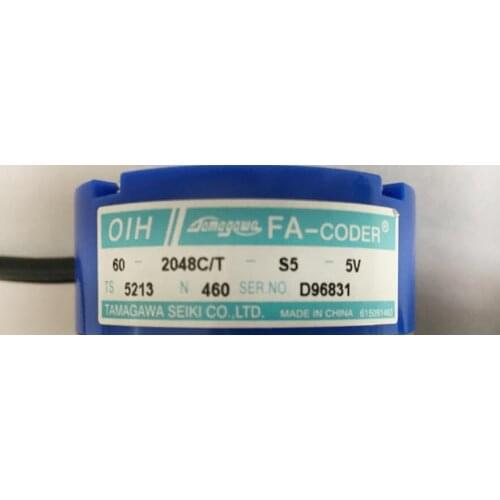 OIH Tamagawa FA-CODER®
60 - 2048C/T - S5 - 5V
TS 5213 N 460 SER.NO. D96831
TAMAGAWA SEIKI CO.,LTD. MADE IN CHINA